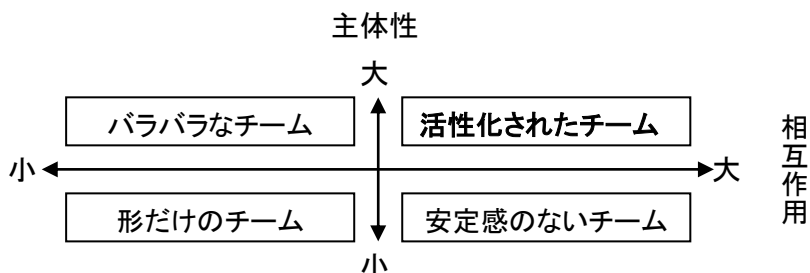 主体性
大
バラバラなチーム
活性化されたチーム
小
大
相互作用
形だけのチーム
安定感のないチーム
小